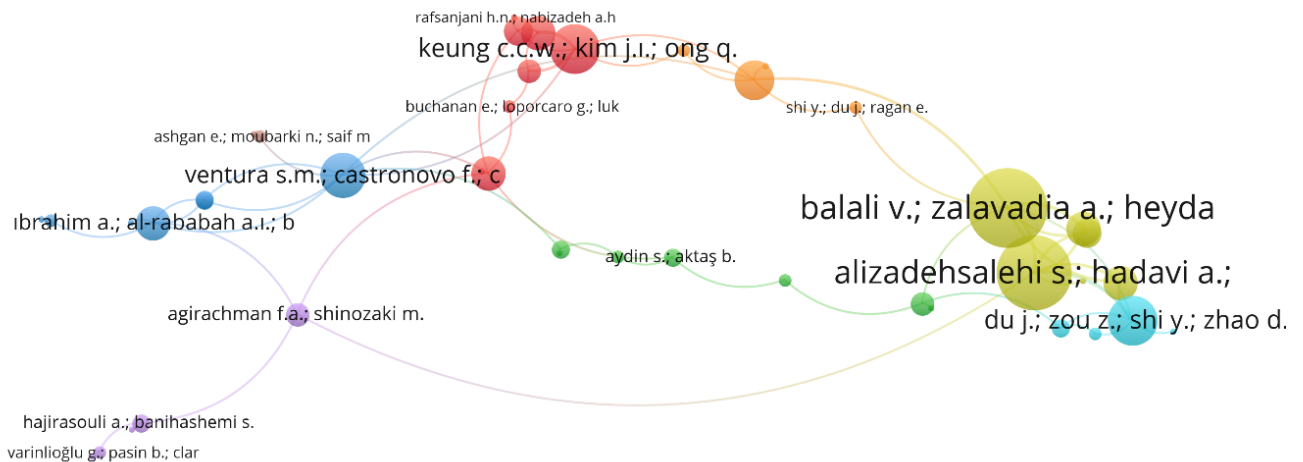 rafsanjani h.n.; nabizadeh a.h
keung c.c.w.; kim j.ı.; ong q.
buchanan e.; loporcaro g.; luk
shi y.; du j.; ragan e.
ashgan e.; moubarki n.; saif m
ventura s.m.; castronovo f.; c
balali v.; zalavadia a.; heyda
ıbrahim a.; al-rababah a.ı.; b
aydin s.; aktaş b.
alizadehsalehi s.; hadavi a.;
agirachman f.a.; shinozaki m.
du j.; zou z.; shi y.; zhao d.
hajirasouli a.; banihashemi s.
varinlioğlu g.; pasin b.; clar